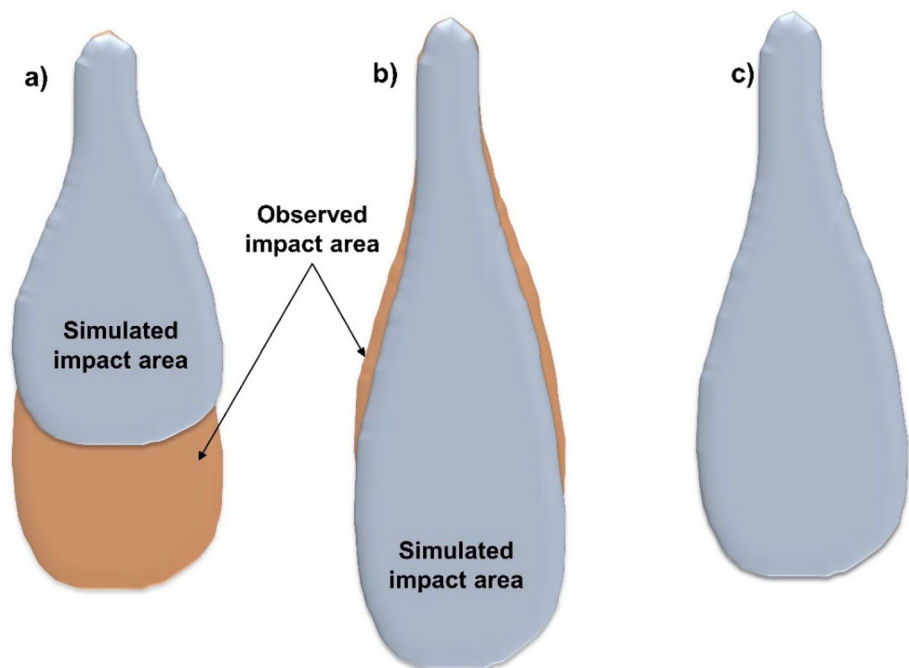 a)
b)
c)
Observed
impact area
Simulated
impact area
Simulated
impact area